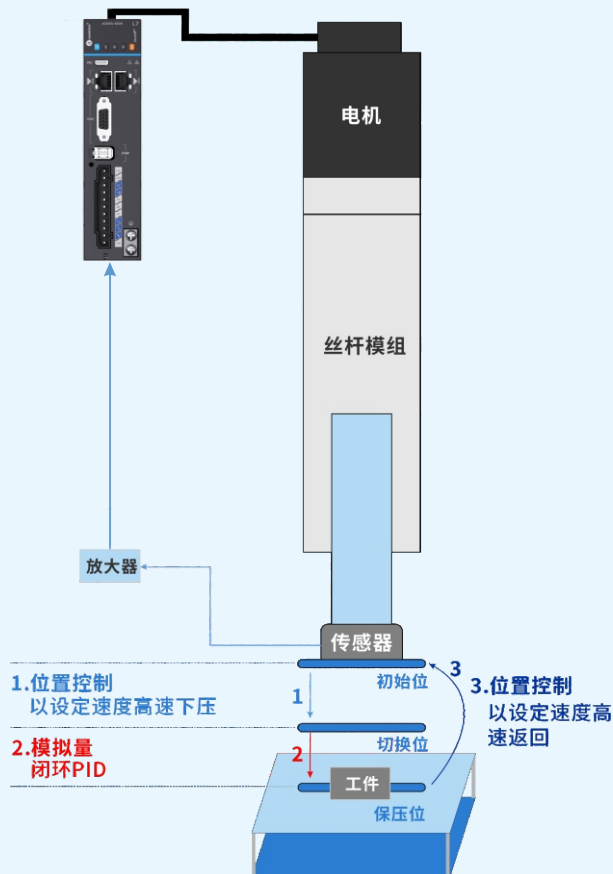 L7
电机
丝杆模组
放大器
传感器
初始位
1.位置控制
以设定速度高速下压
1
切换位
2.模拟量
闭环PID
2
工件
保压位
3
3.位置控制
以设定速度高
速返回